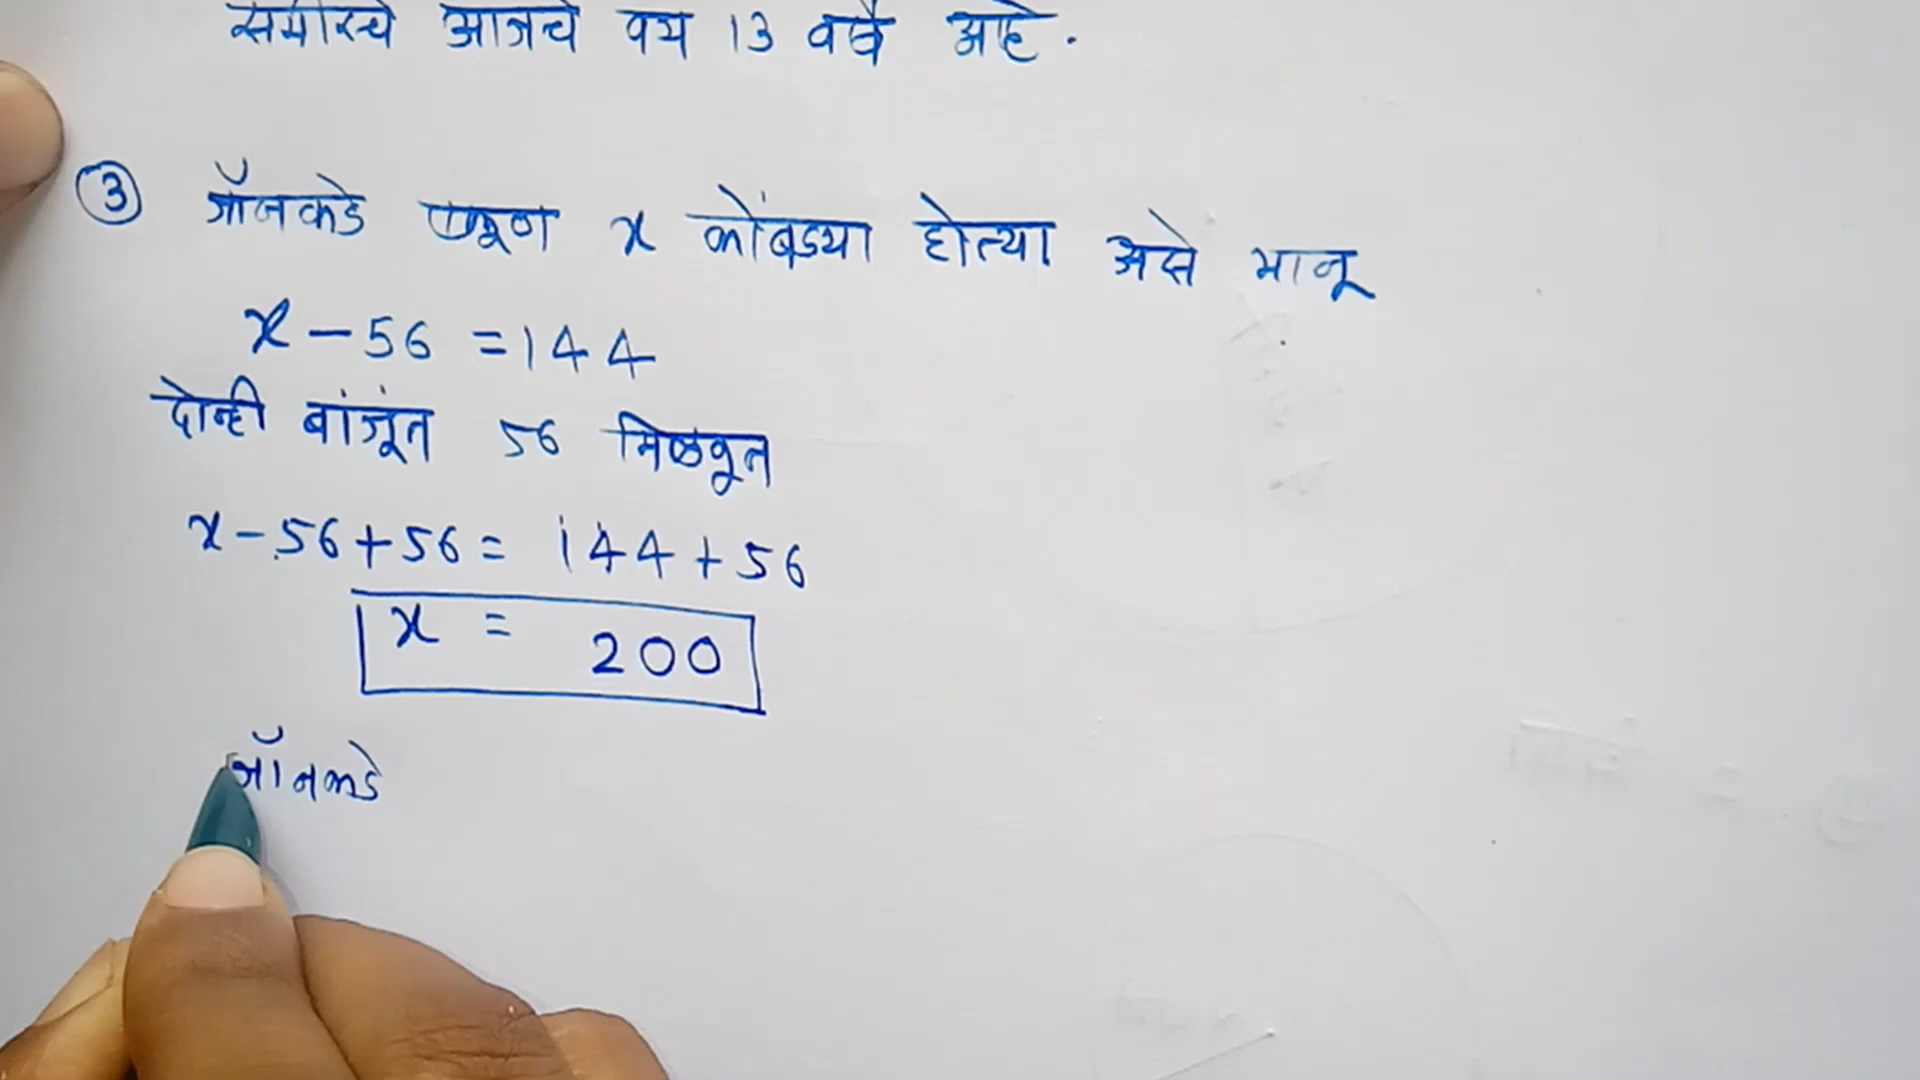 समीरचे आजचे वय 13 वर्षे आहे.
③ जॉनकडे एकूण x कोंबड्या होत्या असे मानू
x - 56 = 144
दोन्ही बांजूंत 56 मिळवून
x - 56 + 56 = 144 + 56
x = 200
जॉनकडे